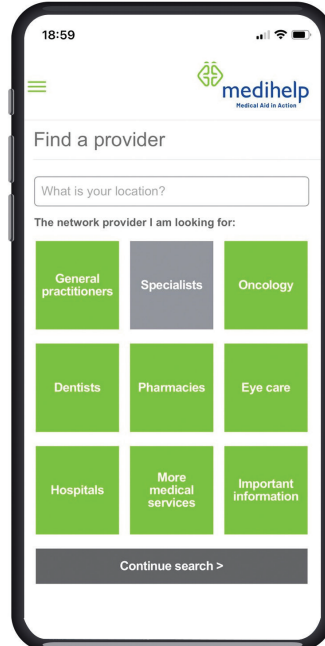 18:59
medihelp
Medical Aid in Action
Find a provider
What is your location?
The network provider I am looking for:
General
practitioners
Specialists
Oncology
Dentists
Pharmacies
Eye care
Hospitals
More
medical
services
Important
information
Continue search >